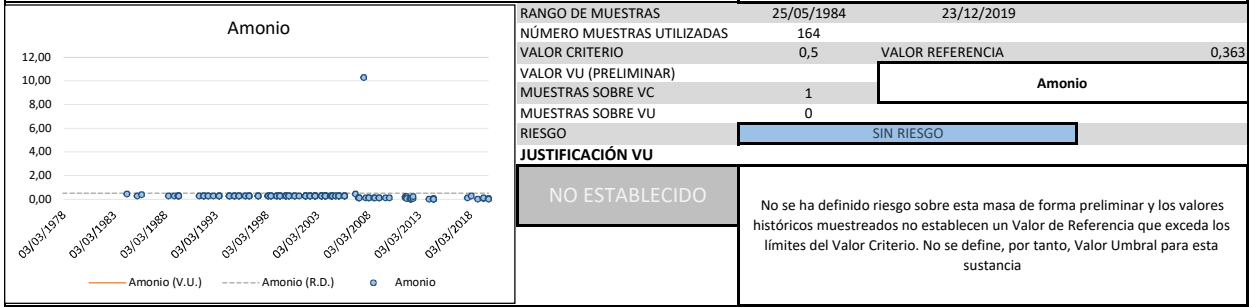 Amonio
12,00
10,00
8,00
6,00
4,00
2,00
0,00
03/03/1978
03/03/1983
03/03/1988
03/03/1993
03/03/1998
03/03/2003
03/03/2008
03/03/2013
03/03/2018
Amonio (V.U.) Amonio (R.D.) Amonio
RANGO DE MUESTRAS 25/05/1984 23/12/2019
NÚMERO MUESTRAS UTILIZADAS 164
VALOR CRITERIO 0,5 VALOR REFERENCIA 0,363
VALOR VU (PRELIMINAR)
Amonio
MUESTRAS SOBRE VC 1
MUESTRAS SOBRE VU 0
RIESGO SIN RIESGO
JUSTIFICACIÓN VU
NO ESTABLECIDO
No se ha definido riesgo sobre esta masa de forma preliminar y los valores
históricos muestreados no establecen un Valor de Referencia que exceda los
límites del Valor Criterio. No se define, por tanto, Valor Umbral para esta
sustancia